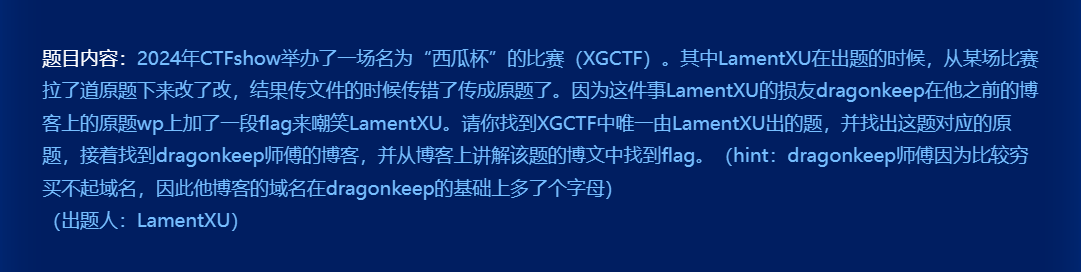 题目内容：2024年CTFshow举办了一场名为“西瓜杯”的比赛（XGCTF）。其中LamentXU在出题的时候，从某场比赛
拉了道原题下来改了改，结果传文件的时候传错了传成原题了。因为这件事LamentXU的损友dragonkeep在他之前的博
客上的原题wp上加了一段flag来嘲笑LamentXU。请你找到XGCTF中唯一由LamentXU出的题，并找出这题对应的原
题，接着找到dragonkeep师傅的博客，并从博客上讲解该题的博文中找到flag。（hint：dragonkeep师傅因为比较穷
买不起域名，因此他博客的域名在dragonkeep的基础上多了个字母）
（出题人：LamentXU）